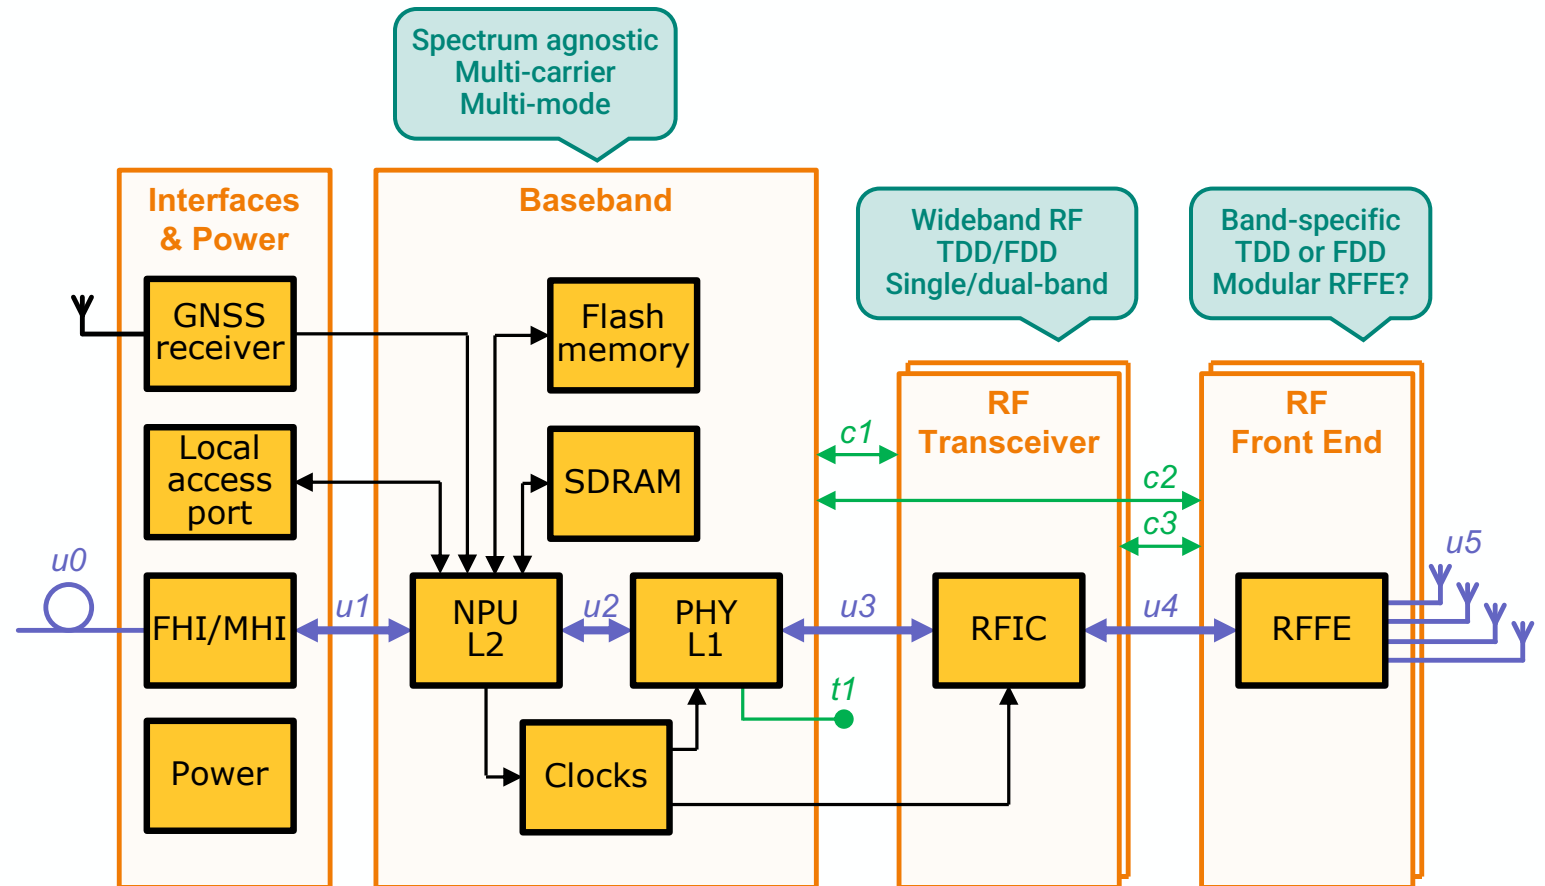 Spectrum agnostic
Multi-carrier
Multi-mode
Interfaces
& Power
Baseband
Wideband RF
TDD/FDD
Single/dual-band
Band-specific
TDD or FDD
Modular RFFE?
GNSS
receiver
Flash
memory
RF
Transceiver
RF
Front End
Local
access
port
SDRAM
c1
c2
c3
u0
u5
FHI/MHI
u1
NPU
L2
u2
PHY
L1
u3
RFIC
u4
RFFE
t1
Power
Clocks